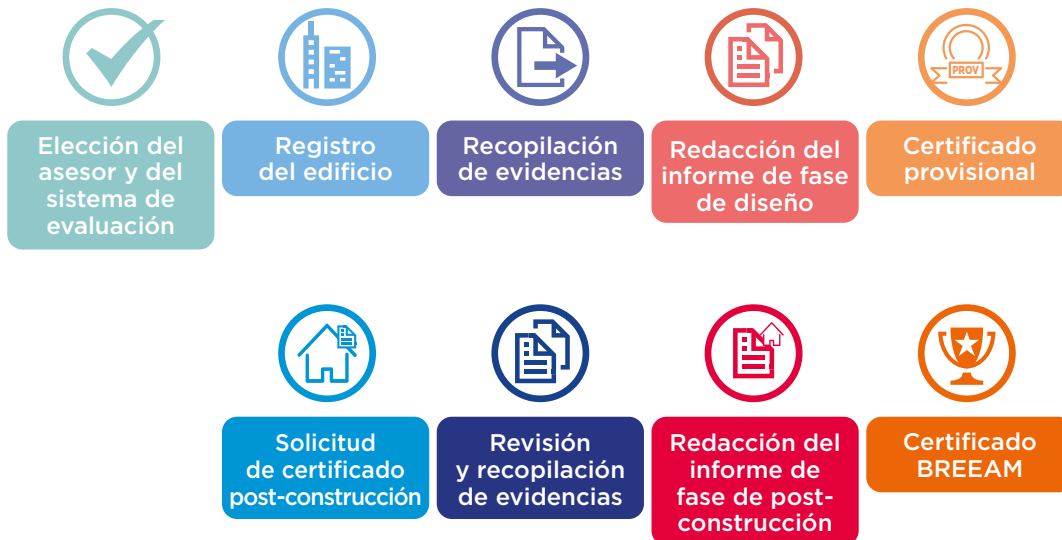 PROV
Elección del
asesor y del
sistema de
evaluación
Registro
del edificio
Recopilación
de evidencias
Redacción del
informe de fase
de diseño
Certificado
provisional
Solicitud
de certificado
post-construcción
Revisión
y recopilación
de evidencias
Redacción del
informe de
fase de post-
construcción
Certificado
BREEAM